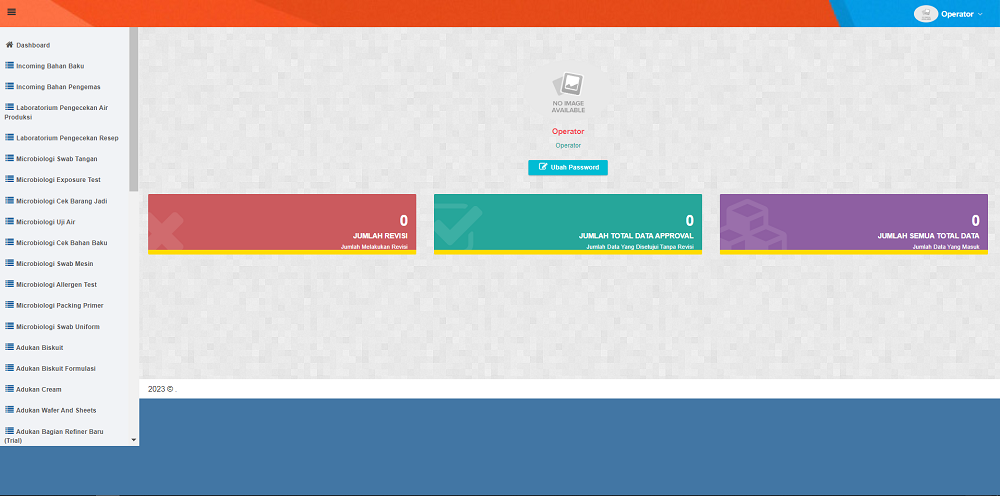 Operator
Dashboard
Incoming Bahan Baku
Incoming Bahan Pengemas
Laboratorium Pengecekan Air
Produksi
Laboratorium Pengecekan Resep
Microbiologi Swab Tangan
Microbiologi Exposure Test
Microbiologi Cek Barang Jadi
Microbiologi Uji Air
Microbiologi Cek Bahan Baku
Microbiologi Swab Mesin
Microbiologi Allergen Test
Microbiologi Packing Primer
Microbiologi Swab Uniform
Adukan Biskuit
Adukan Biskuit Formulasi
Adukan Cream
Adukan Wafer And Sheets
Adukan Bagian Refiner Baru
(Trial)
NO IMAGE
AVAILABLE
Operator
Operator
Ubah Password
0
JUMLAH REVISI
Jumlah Melakukan Revisi
0
JUMLAH TOTAL DATA APPROVAL
Jumlah Data Yang Disetujui Tanpa Revisi
0
JUMLAH SEMUA TOTAL DATA
Jumlah Data Yang Masuk
2023 © .